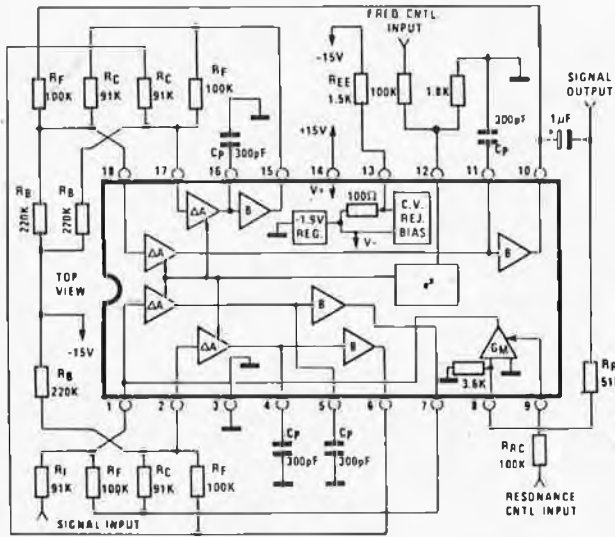 FREQ. CNTL.
INPUT
-15V
RF
100K
RC
91K
RC
91K
RF
100K
REE
1.5K
100K
1.8K
SIGNAL
OUTPUT
CP
300pF
+15V
300pF
CP
1µF
18
17
16
15
14
13
12
11
10
RB
220K
RB
220K
V+
100Ω
ΔA
B
-1.9V
REG.
C.V.
REJ.
BIAS
V-
TOP
VIEW
ΔA
B
ΔA
B
-15V
ΔA
B
GM
3.6K
RB
220K
1
2
3
4
5
6
7
8
9
CP
300pF
CP
300pF
RRC
100K
RI
91K
RF
100K
RC
91K
RF
100K
SIGNAL INPUT
RESONANCE
CNTL INPUT